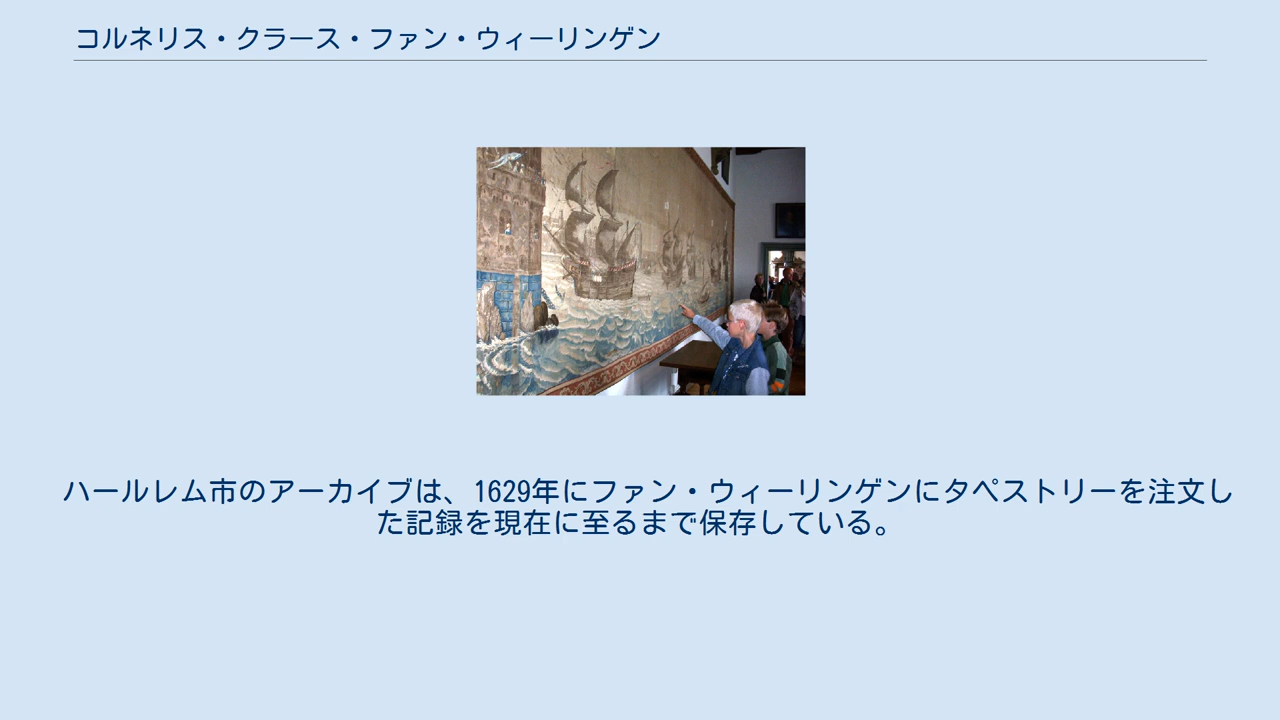 コルネリス・クラース・ファン・ウィーリンゲン
ハールレム市のアーカイブは、1629年にファン・ウィーリンゲンにタペストリーを注文し
た記録を現在に至るまで保存している。